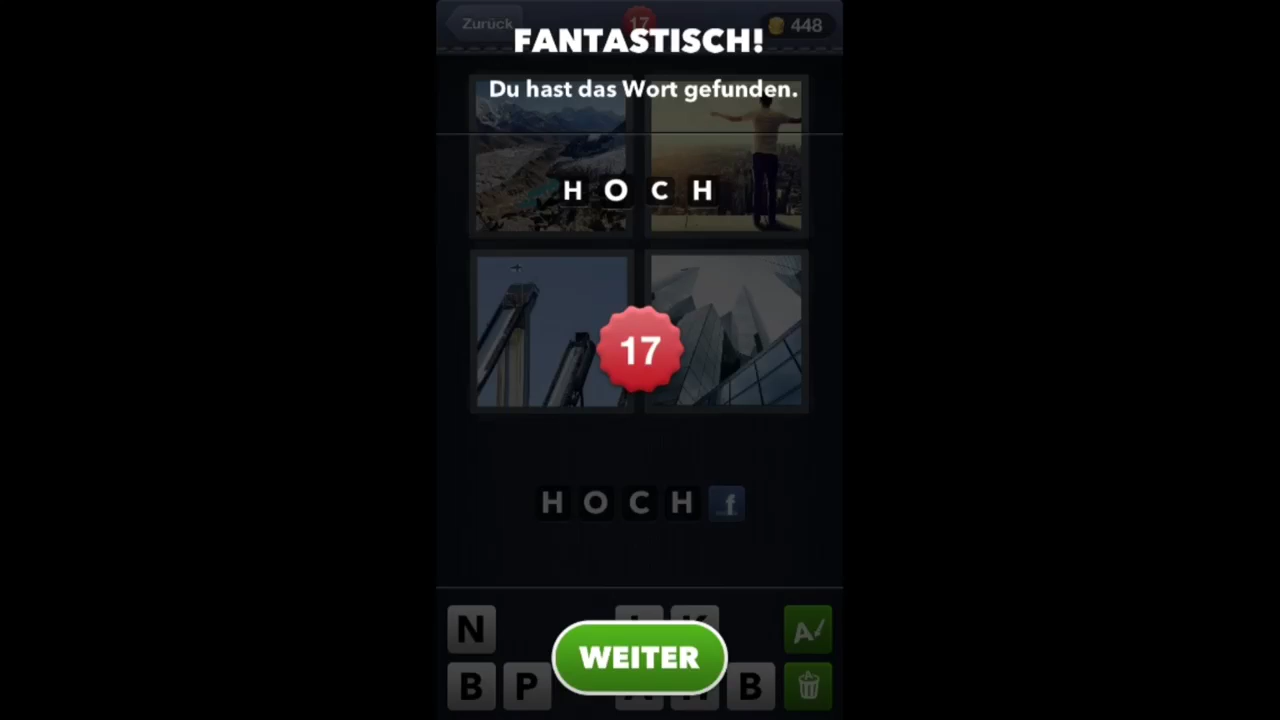 Zurück
17
448
FANTASTISCH!
Du hast das Wort gefunden.
H O C H
17
H O C H f
N K A
WEITER
B P B